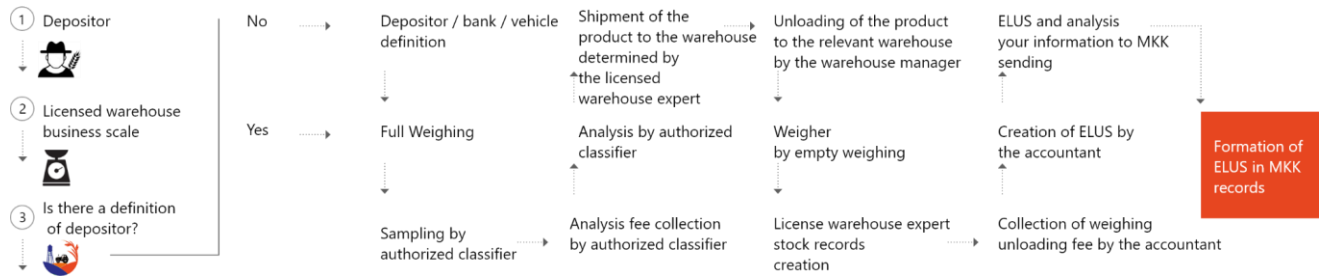 1
Depositor
2
Licensed warehouse
business scale
3
Is there a definition
of depositor?
No
Yes
Depositor / bank / vehicle
definition
Full Weighing
Sampling by
authorized classifier
Analysis fee collection
by authorized classifier
Analysis by authorized
classifier
Shipment of the
product to the warehouse
determined by
the licensed
warehouse expert
Unloading of the product
to the relevant warehouse
by the warehouse manager
Weigher
by empty weighing
License warehouse expert
stock records
creation
Collection of weighing
unloading fee by the accountant
Creation of ELUS by
the accountant
ELUS and analysis
your information to MKK
sending
Formation of
ELUS in MKK
records